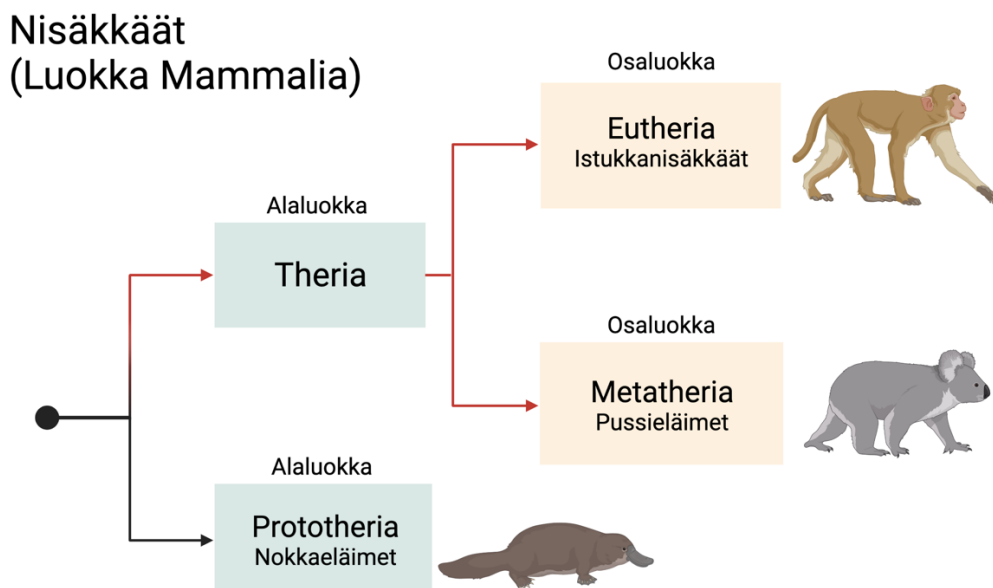 Nisäkkäät
(Luokka Mammalia)
Osaluokka
Eutheria
Istukkanisäkkäät
Alaluokka
Theria
Osaluokka
Metatheria
Pussieläimet
Alaluokka
Prototheria
Nokkaeläimet